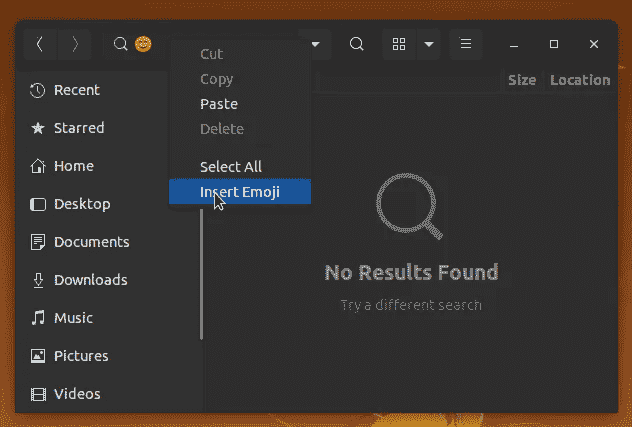 Cut
Copy
Paste
Delete
Select All
Insert Emoji
Recent
Starred
Home
Desktop
Documents
Downloads
Music
Pictures
Videos
Size Location
No Results Found
Try a different search